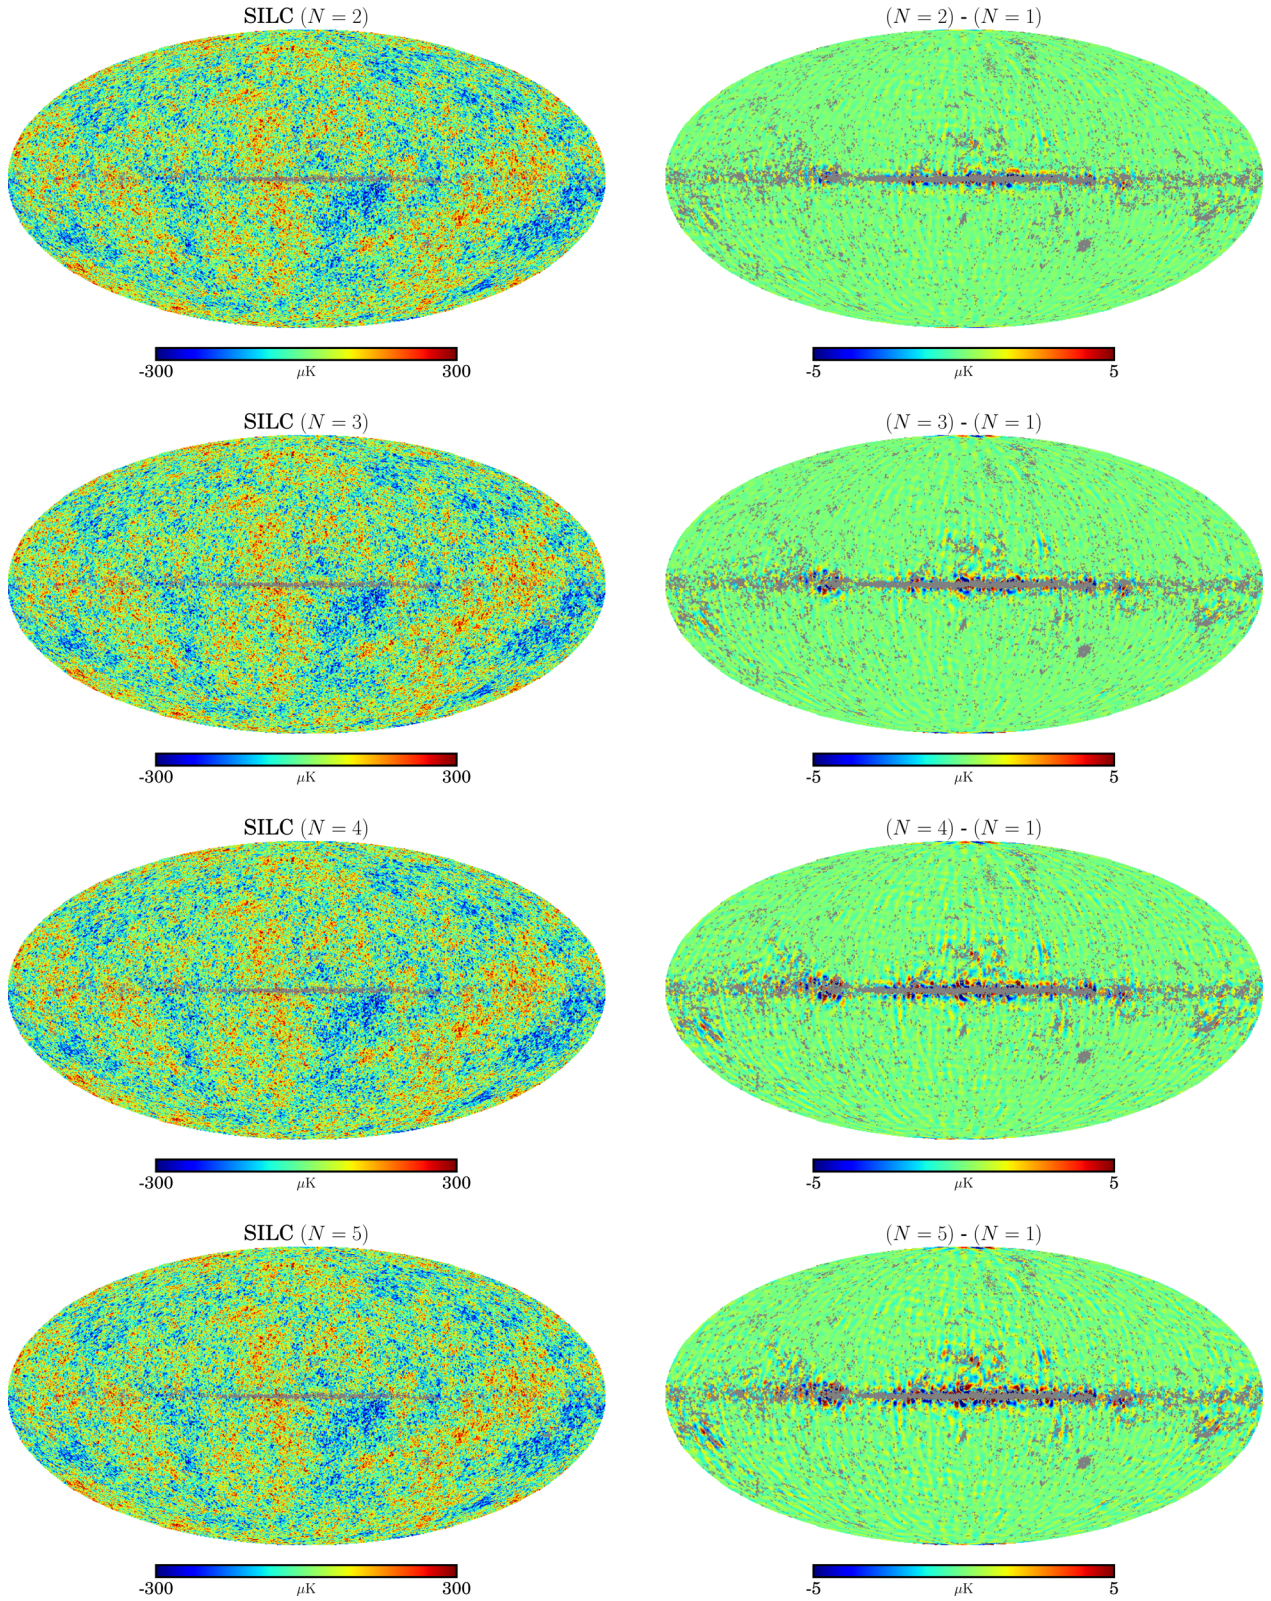 SILC (N = 2)
(N = 2) - (N = 1)
-300 μK 300
-5 μK 5
SILC (N = 3)
(N = 3) - (N = 1)
-300 μK 300
-5 μK 5
SILC (N = 4)
(N = 4) - (N = 1)
-300 μK 300
-5 μK 5
SILC (N = 5)
(N = 5) - (N = 1)
-300 μK 300
-5 μK 5